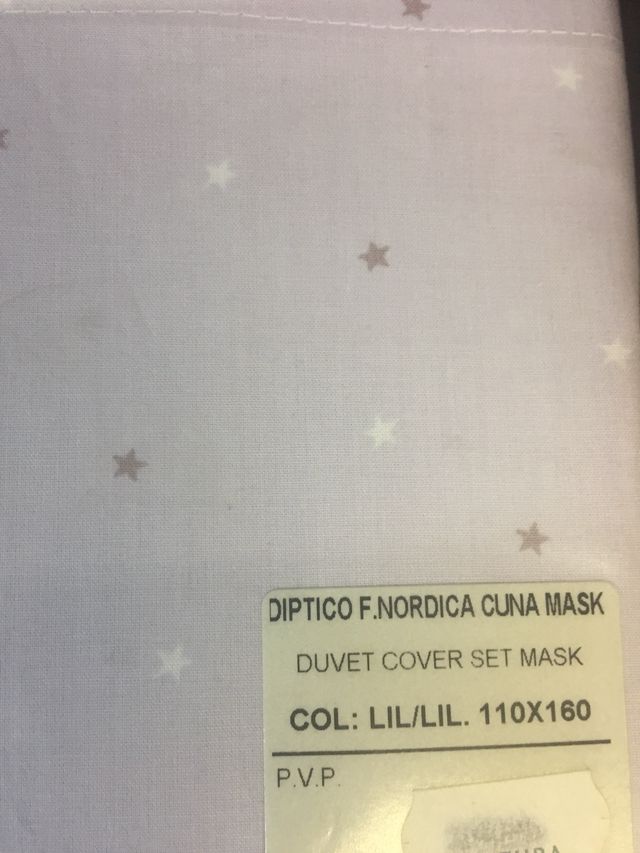 DIPTICO F.NORDICA CUNA MASK
DUVET COVER SET MASK
COL: LIL/LIL. 110X160
P.V.P.